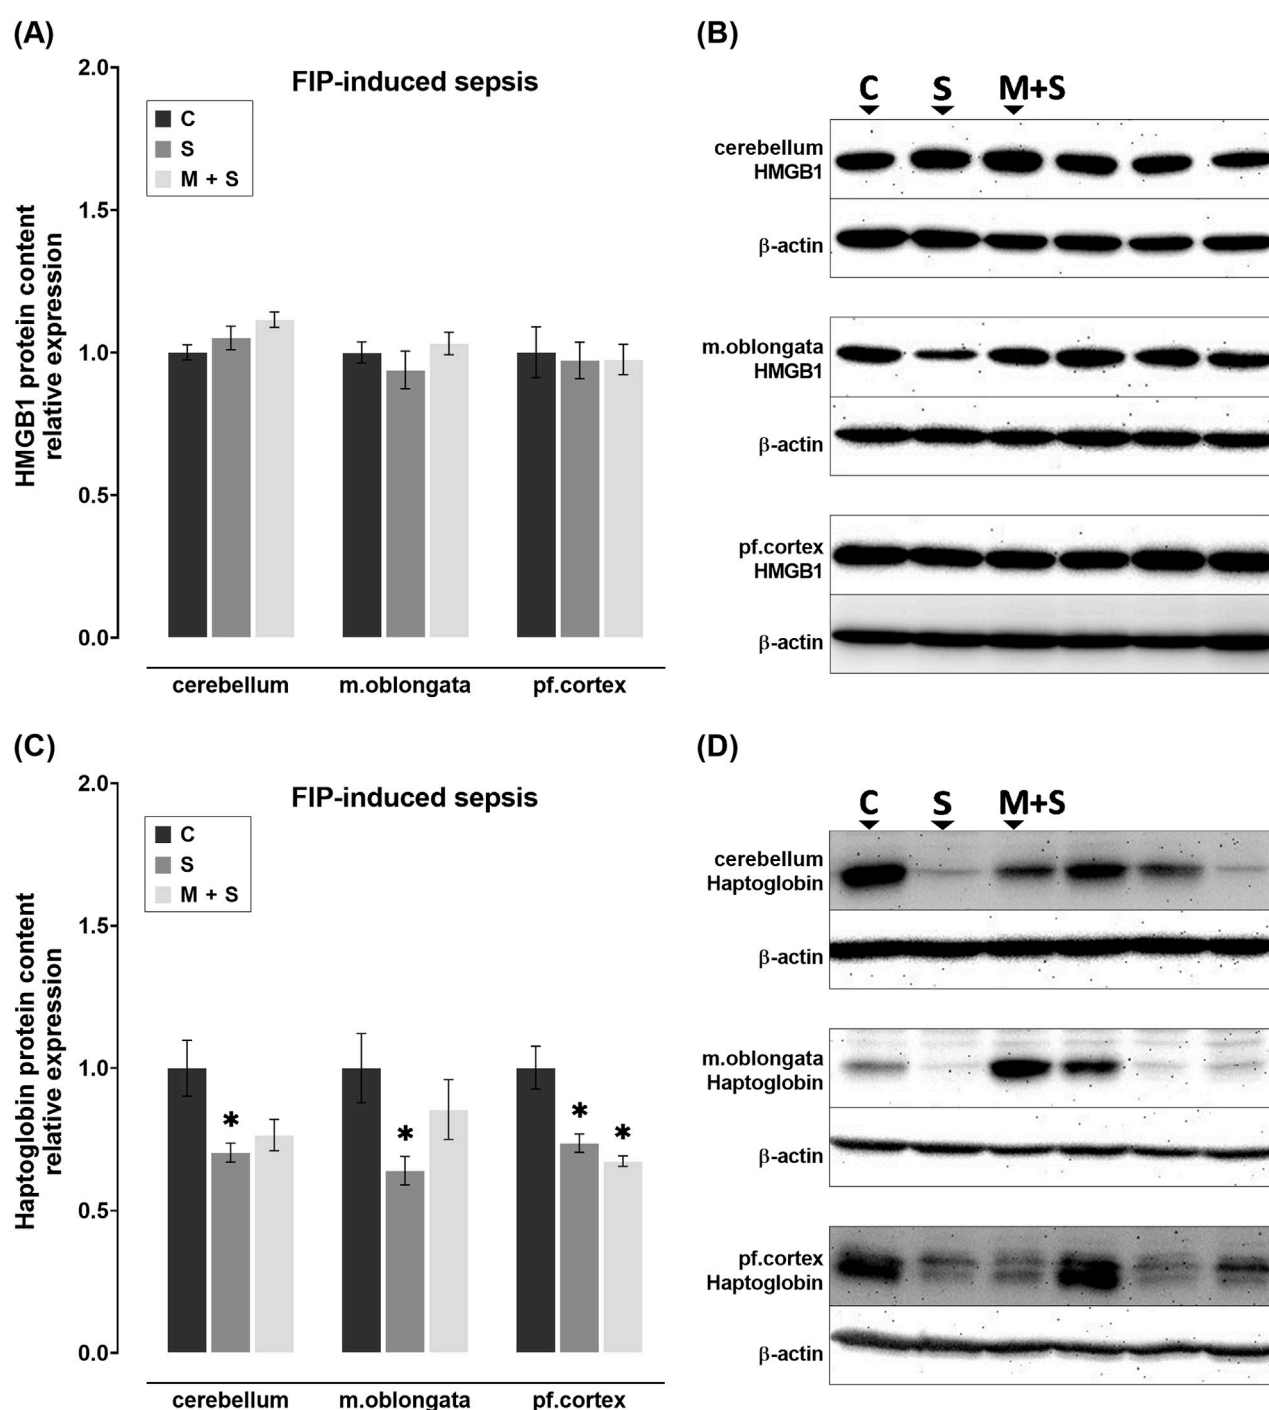 (A)
2.0
1.5
1.0
0.5
0.0
HMGB1 protein content
relative expression
FIP-induced sepsis
C
S
M + S
cerebellum m.oblongata pf.cortex
(B)
C S M+S
cerebellum
HMGB1
β-actin
m.oblongata
HMGB1
β-actin
pf.cortex
HMGB1
β-actin
(C)
2.0
1.5
1.0
0.5
0.0
Haptoglobin protein content
relative expression
FIP-induced sepsis
C
S
M + S
* * * *
cerebellum m.oblongata pf.cortex
(D)
C S M+S
cerebellum
Haptoglobin
β-actin
m.oblongata
Haptoglobin
β-actin
pf.cortex
Haptoglobin
β-actin